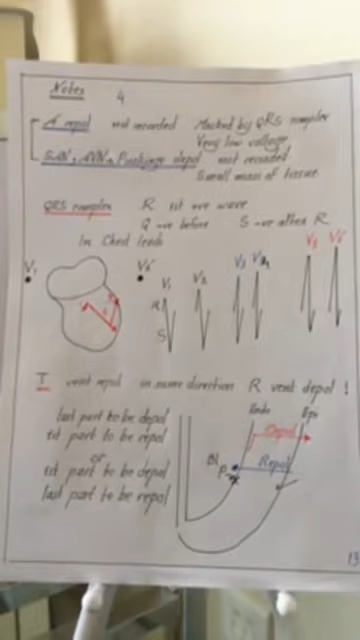 Notes
4
A repol not recorded Masked by QRS complex
Very low voltage
SAN, AVN, Purkinje depol not recorded
Small mass of tissue
QRS complex R 1st +ve wave
Q -ve before S -ve after R
In Chest leads
V1
V6
V1 V2 V3 V4 V5 V6
R
S
T vent repol in same direction R vent depol !
last part to be depol
1st part to be repol
or
1st part to be depol
last part to be repol
Endo Epi
Depol
Bl
P
Repol
13